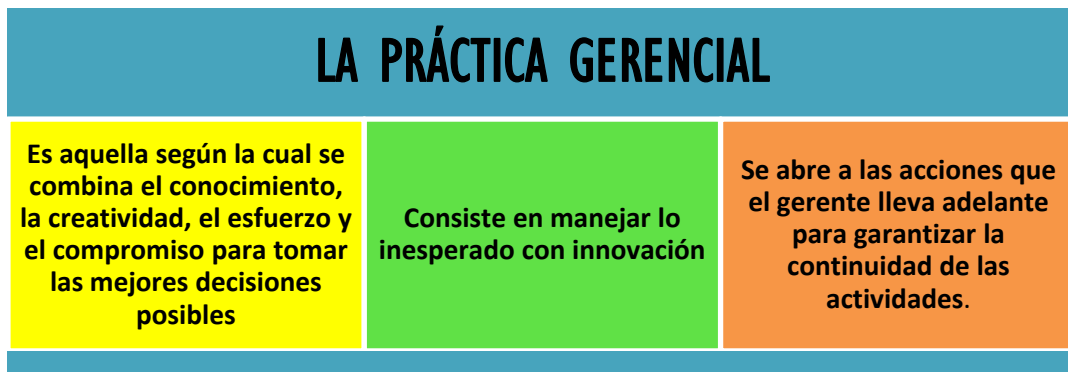 LA PRÁCTICA GERENCIAL
Es aquella según la cual se
combina el conocimiento,
la creatividad, el esfuerzo y
el compromiso para tomar
las mejores decisiones
posibles
Consiste en manejar lo
inesperado con innovación
Se abre a las acciones que
el gerente lleva adelante
para garantizar la
continuidad de las
actividades.